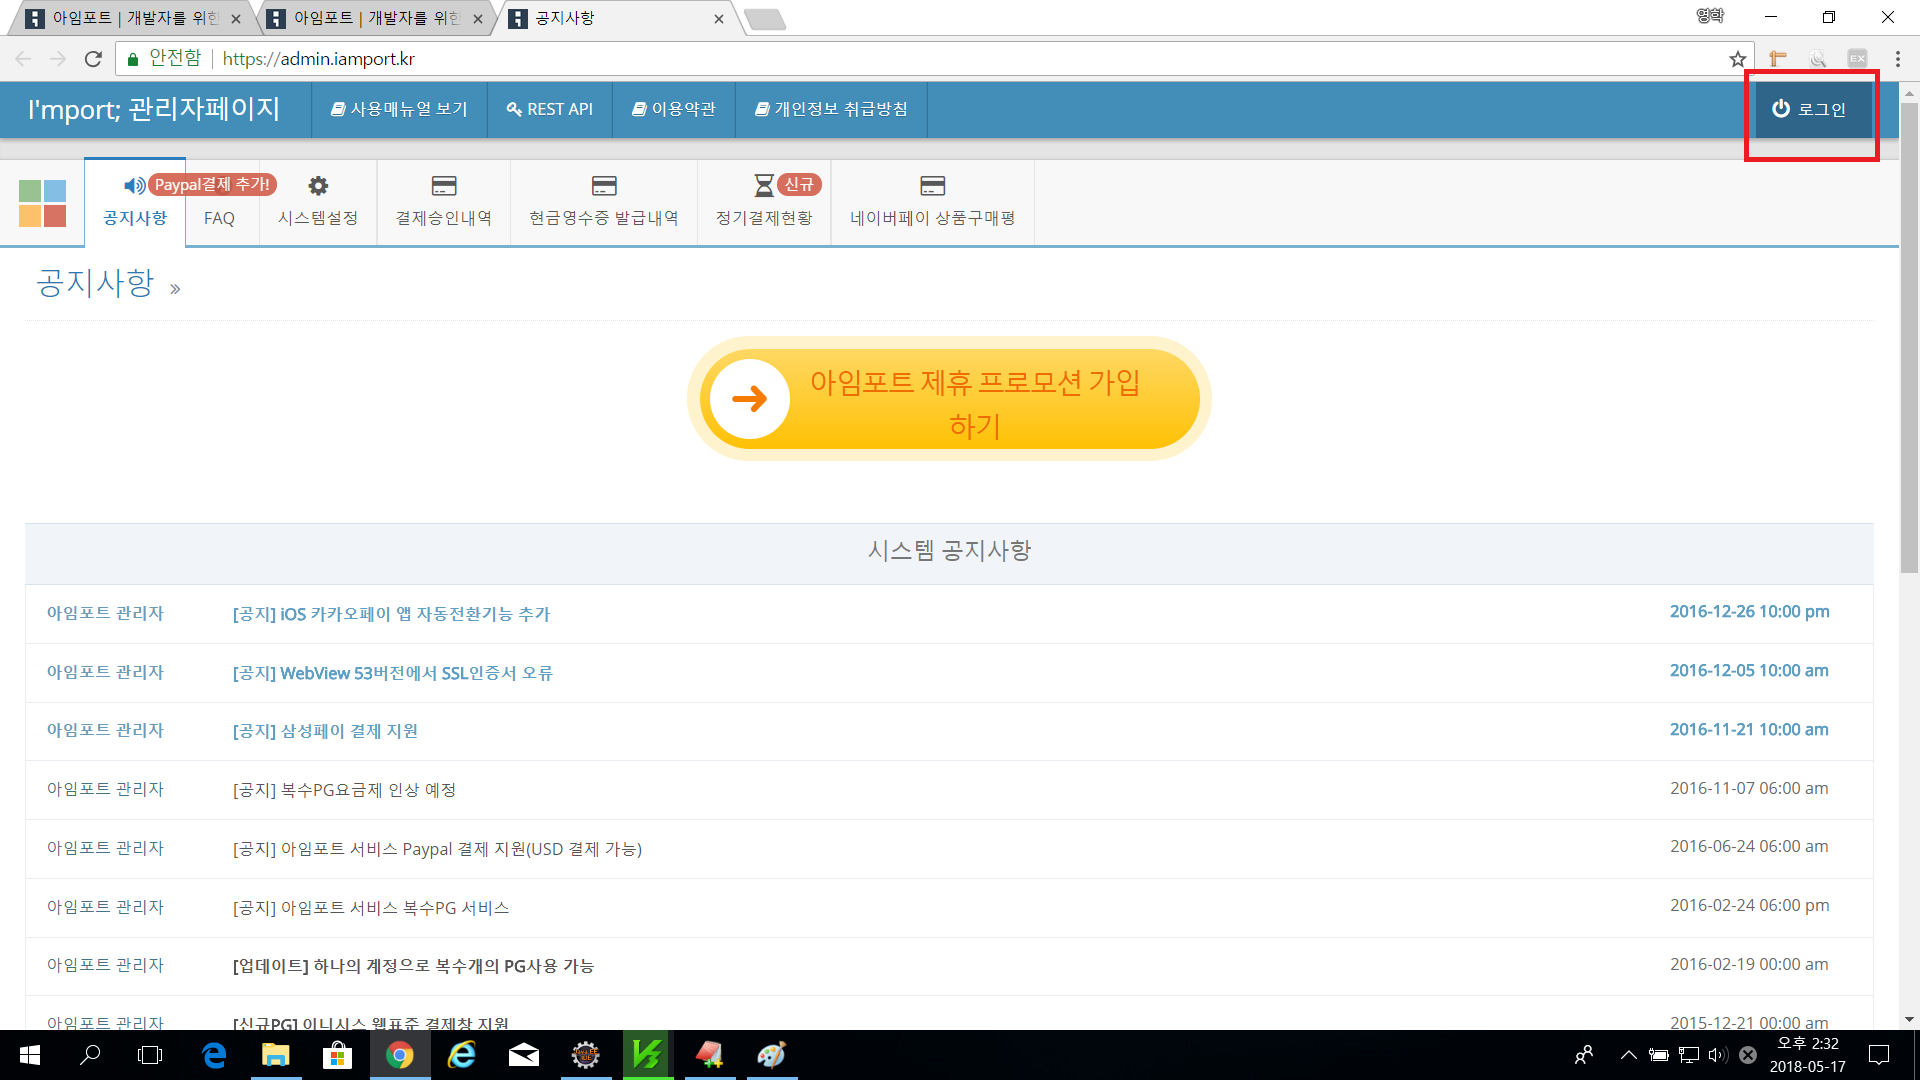 아임포트 | 개발자를 위한
아임포트 | 개발자를 위한
공지사항
영학
안전함
https://admin.iamport.kr
EX
I'mport; 관리자페이지
사용매뉴얼 보기
REST API
이용약관
개인정보 취급방침
로그인
Paypal결제 추가!
신규
공지사항
FAQ
시스템설정
결제승인내역
현금영수증 발급내역
정기결제현황
네이버페이 상품구매평
공지사항 »
아임포트 제휴 프로모션 가입
하기
시스템 공지사항
아임포트 관리자 [공지] iOS 카카오페이 앱 자동전환기능 추가 2016-12-26 10:00 pm
아임포트 관리자 [공지] WebView 53버전에서 SSL인증서 오류 2016-12-05 10:00 am
아임포트 관리자 [공지] 삼성페이 결제 지원 2016-11-21 10:00 am
아임포트 관리자 [공지] 복수PG요금제 인상 예정 2016-11-07 06:00 am
아임포트 관리자 [공지] 아임포트 서비스 Paypal 결제 지원(USD 결제 가능) 2016-06-24 06:00 am
아임포트 관리자 [공지] 아임포트 서비스 복수PG 서비스 2016-02-24 06:00 pm
아임포트 관리자 [업데이트] 하나의 계정으로 복수개의 PG사용 가능 2016-02-19 00:00 am
아임포트 관리자 [신규PG] 이니시스 웹표준 결제창 지원 2015-12-21 00:00 am
오후 2:32
2018-05-17